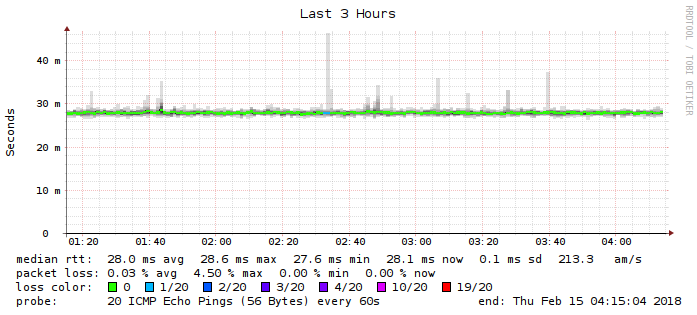 Last 3 Hours
RRDTOOL / TOBI OETIKER
Seconds
40 m
30 m
20 m
10 m
0
01:20 01:40 02:00 02:20 02:40 03:00 03:20 03:40 04:00
median rtt: 28.0 ms avg 28.6 ms max 27.6 ms min 28.1 ms now 0.1 ms sd 213.3 am/s
packet loss: 0.03 % avg 4.50 % max 0.00 % min 0.00 % now
loss color: 0 1/20 2/20 3/20 4/20 10/20 19/20
probe: 20 ICMP Echo Pings (56 Bytes) every 60s end: Thu Feb 15 04:15:04 2018